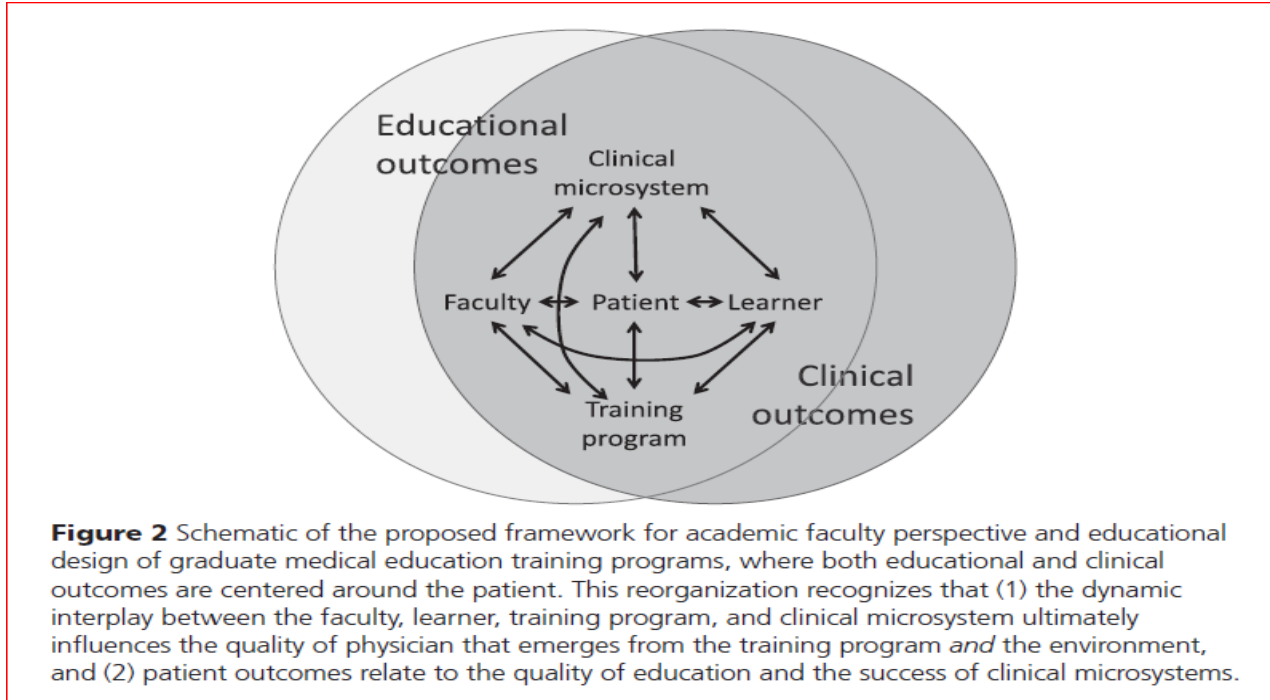 Educational
outcomes
Clinical
microsystem
Faculty
Patient
Learner
Clinical
outcomes
Training
program
Figure 2 Schematic of the proposed framework for academic faculty perspective and educational
design of graduate medical education training programs, where both educational and clinical
outcomes are centered around the patient. This reorganization recognizes that (1) the dynamic
interplay between the faculty, learner, training program, and clinical microsystem ultimately
influences the quality of physician that emerges from the training program and the environment,
and (2) patient outcomes relate to the quality of education and the success of clinical microsystems.